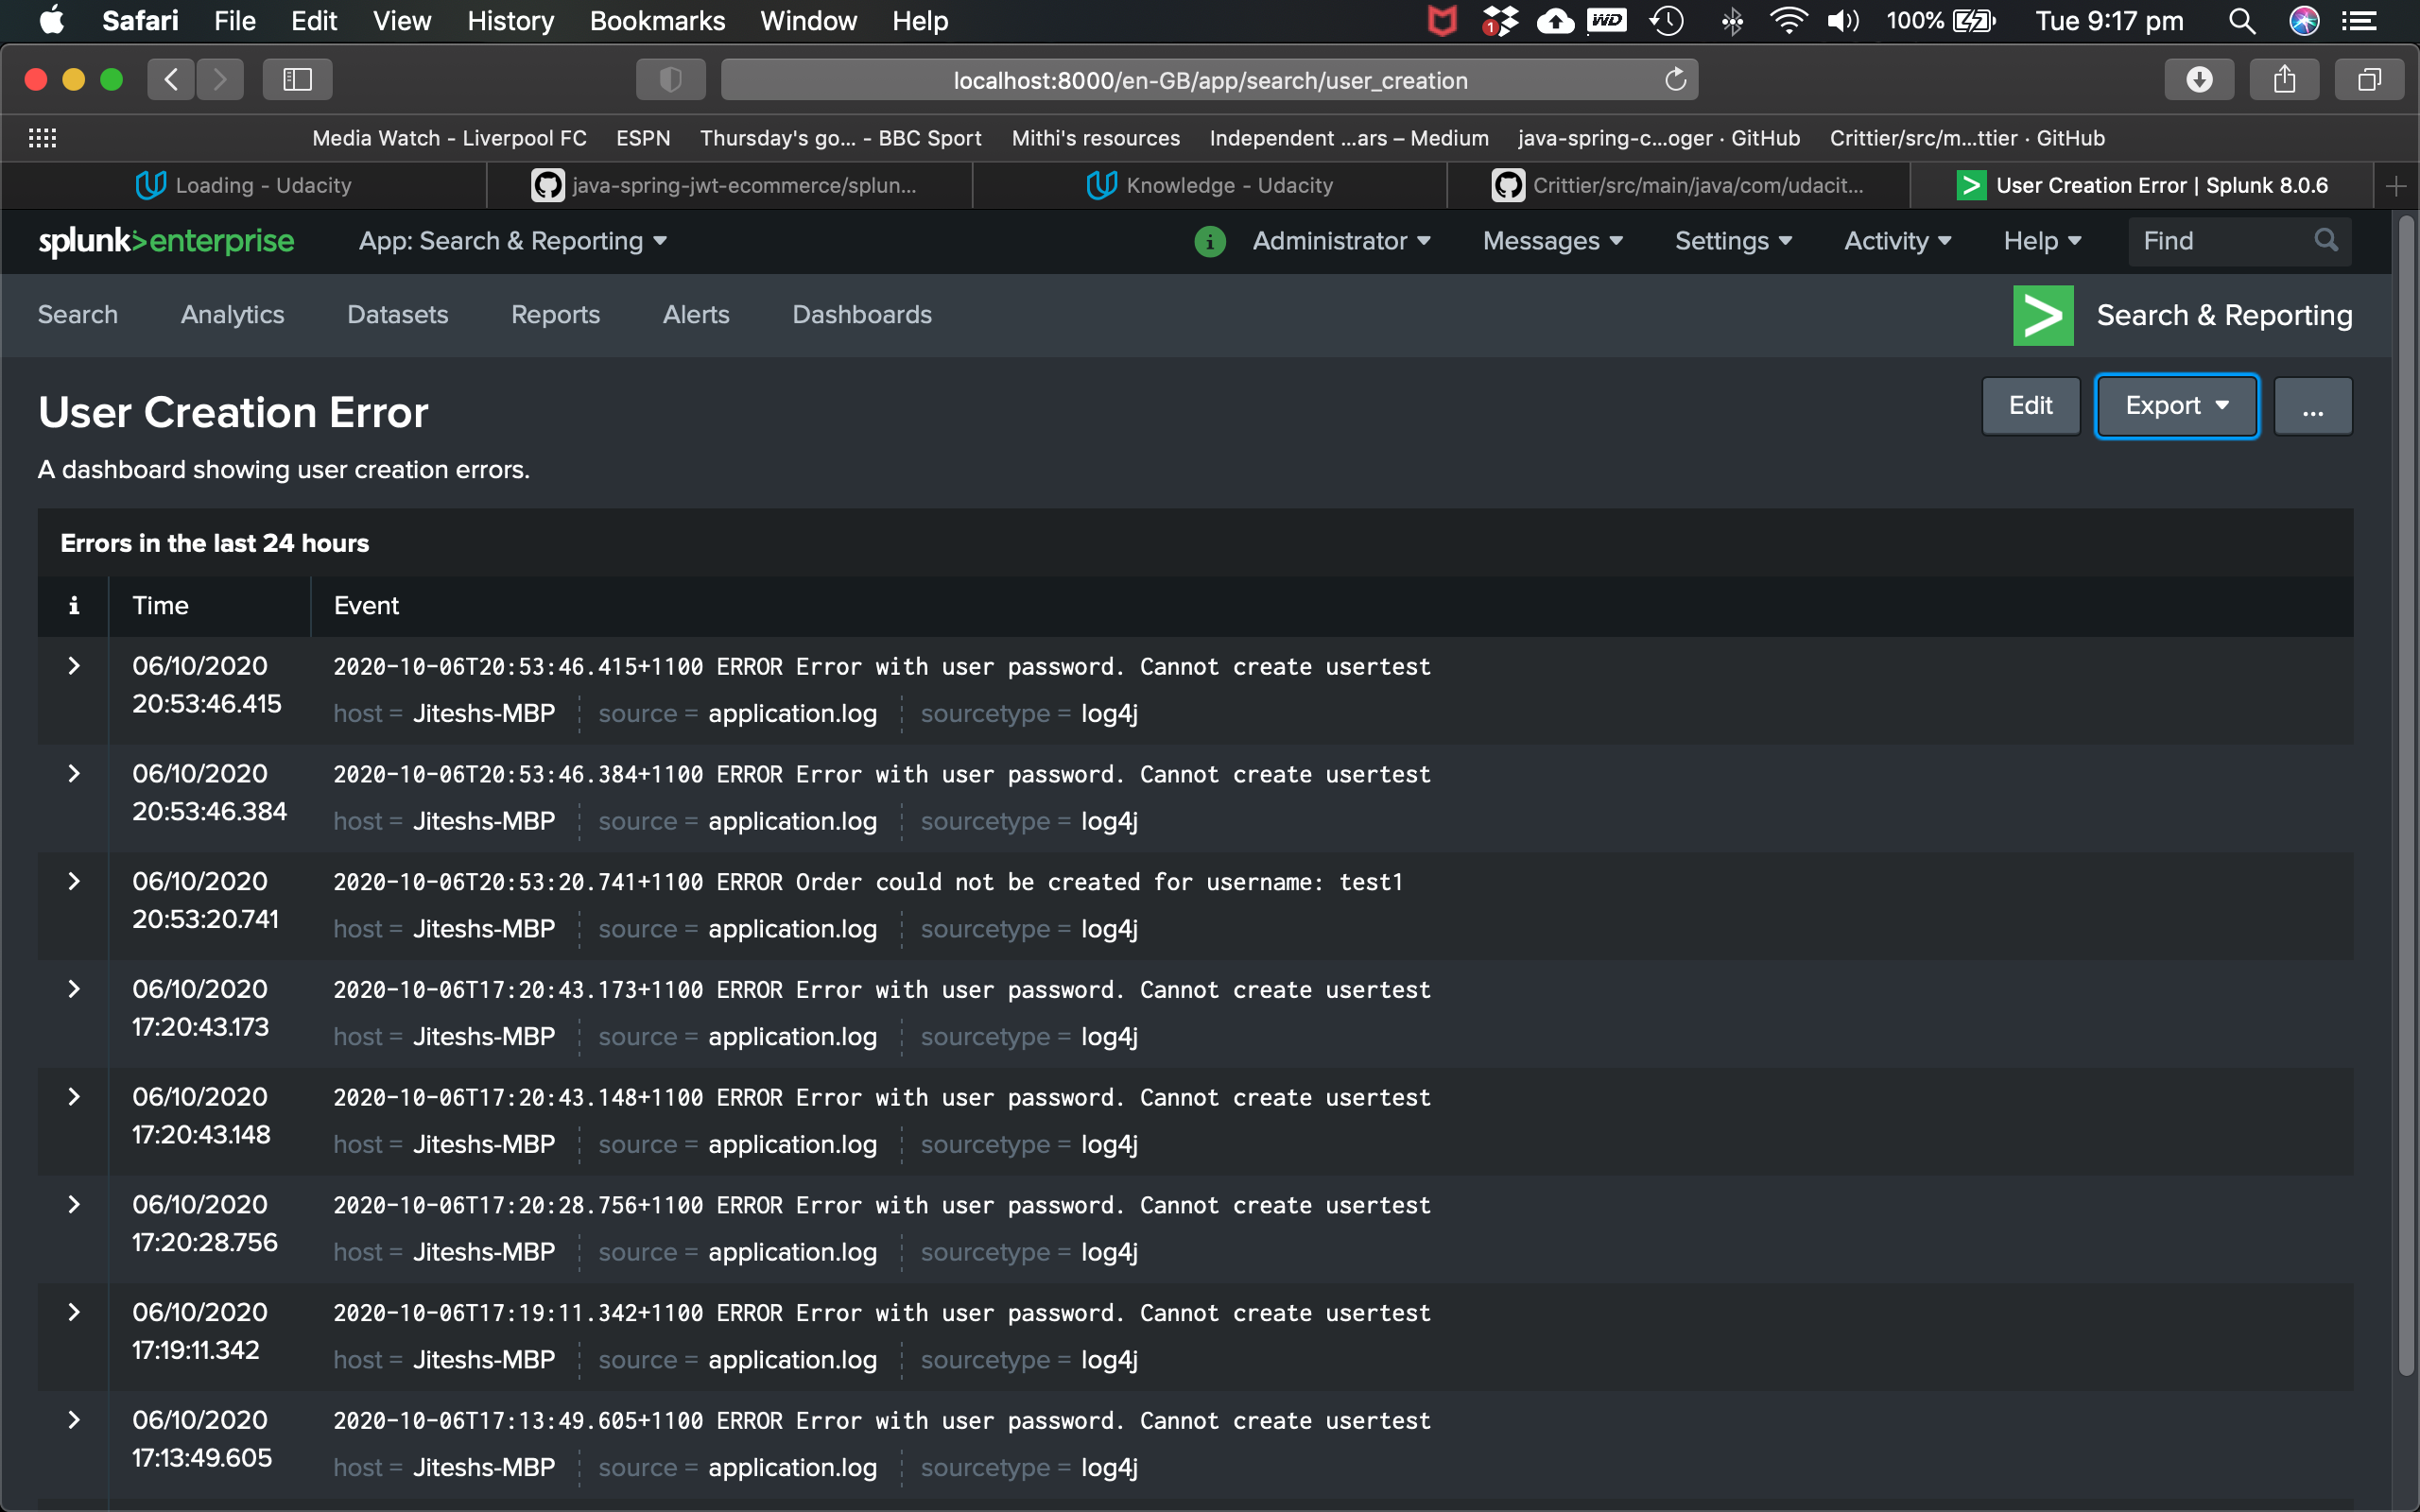 Safari File Edit View History Bookmarks Window Help 1 WD 100% Tue 9:17 pm
localhost:8000/en-GB/app/search/user_creation
Media Watch - Liverpool FC ESPN Thursday's go... - BBC Sport Mithi's resources Independent ...ars – Medium java-spring-c...oger · GitHub Crittier/src/m...ttier · GitHub
Loading - Udacity java-spring-jwt-ecommerce/splun... Knowledge - Udacity Crittier/src/main/java/com/udacit... User Creation Error | Splunk 8.0.6
splunk>enterprise App: Search & Reporting i Administrator Messages Settings Activity Help Find
Search Analytics Datasets Reports Alerts Dashboards > Search & Reporting
User Creation Error Edit Export ...
A dashboard showing user creation errors.
Errors in the last 24 hours
i Time Event
06/10/2020 2020-10-06T20:53:46.415+1100 ERROR Error with user password. Cannot create usertest
20:53:46.415 host = Jiteshs-MBP source = application.log sourcetype = log4j
06/10/2020 2020-10-06T20:53:46.384+1100 ERROR Error with user password. Cannot create usertest
20:53:46.384 host = Jiteshs-MBP source = application.log sourcetype = log4j
06/10/2020 2020-10-06T20:53:20.741+1100 ERROR Order could not be created for username: test1
20:53:20.741 host = Jiteshs-MBP source = application.log sourcetype = log4j
06/10/2020 2020-10-06T17:20:43.173+1100 ERROR Error with user password. Cannot create usertest
17:20:43.173 host = Jiteshs-MBP source = application.log sourcetype = log4j
06/10/2020 2020-10-06T17:20:43.148+1100 ERROR Error with user password. Cannot create usertest
17:20:43.148 host = Jiteshs-MBP source = application.log sourcetype = log4j
06/10/2020 2020-10-06T17:20:28.756+1100 ERROR Error with user password. Cannot create usertest
17:20:28.756 host = Jiteshs-MBP source = application.log sourcetype = log4j
06/10/2020 2020-10-06T17:19:11.342+1100 ERROR Error with user password. Cannot create usertest
17:19:11.342 host = Jiteshs-MBP source = application.log sourcetype = log4j
06/10/2020 2020-10-06T17:13:49.605+1100 ERROR Error with user password. Cannot create usertest
17:13:49.605 host = Jiteshs-MBP source = application.log sourcetype = log4j